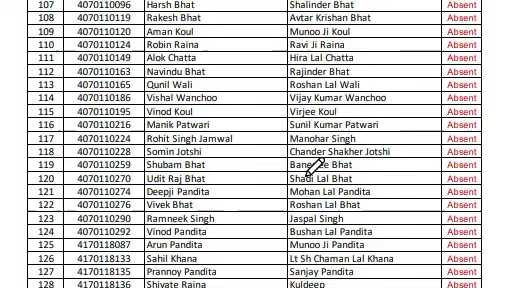 107 4070110096 Harsh Bhat Shalinder Bhat Absent
108 4070110119 Rakesh Bhat Avtar Krishan Bhat Absent
109 4070110120 Aman Koul Munoo Ji Koul Absent
110 4070110124 Robin Raina Ravi Ji Raina Absent
111 4070110149 Alok Chatta Hira Lal Chatta Absent
112 4070110163 Navindu Bhat Rajinder Bhat Absent
113 4070110165 Qunil Wali Roshan Lal Wali Absent
114 4070110186 Vishal Wanchoo Vijay Kumar Wanchoo Absent
115 4070110195 Vinod Koul Virjee Koul Absent
116 4070110216 Manik Patwari Sunil Kumar Patwari Absent
117 4070110224 Rohit Singh Jamwal Manohar Singh Absent
118 4070110228 Somin Jotshi Chander Shakher Jotshi Absent
119 4070110259 Shubam Bhat Bhat Absent
120 4070110270 Udit Raj Bhat Shadi Lal Bhat Absent
121 4070110274 Deepji Pandita Mohan Lal Pandita Absent
122 4070110276 Vivek Bhat Roshan Lal Bhat Absent
123 4070110290 Ramneek Singh Jaspal Singh Absent
124 4070110292 Vinod Pandita Bushan Lal Pandita Absent
125 4170118087 Arun Pandita Munoo Ji Pandita Absent
126 4170118133 Sahil Khana Lt Sh Chaman Lal Khana Absent
127 4170118135 Prannoy Pandita Sanjay Pandita Absent
128 4170118136 Shivate Raina Kuldeep Absent